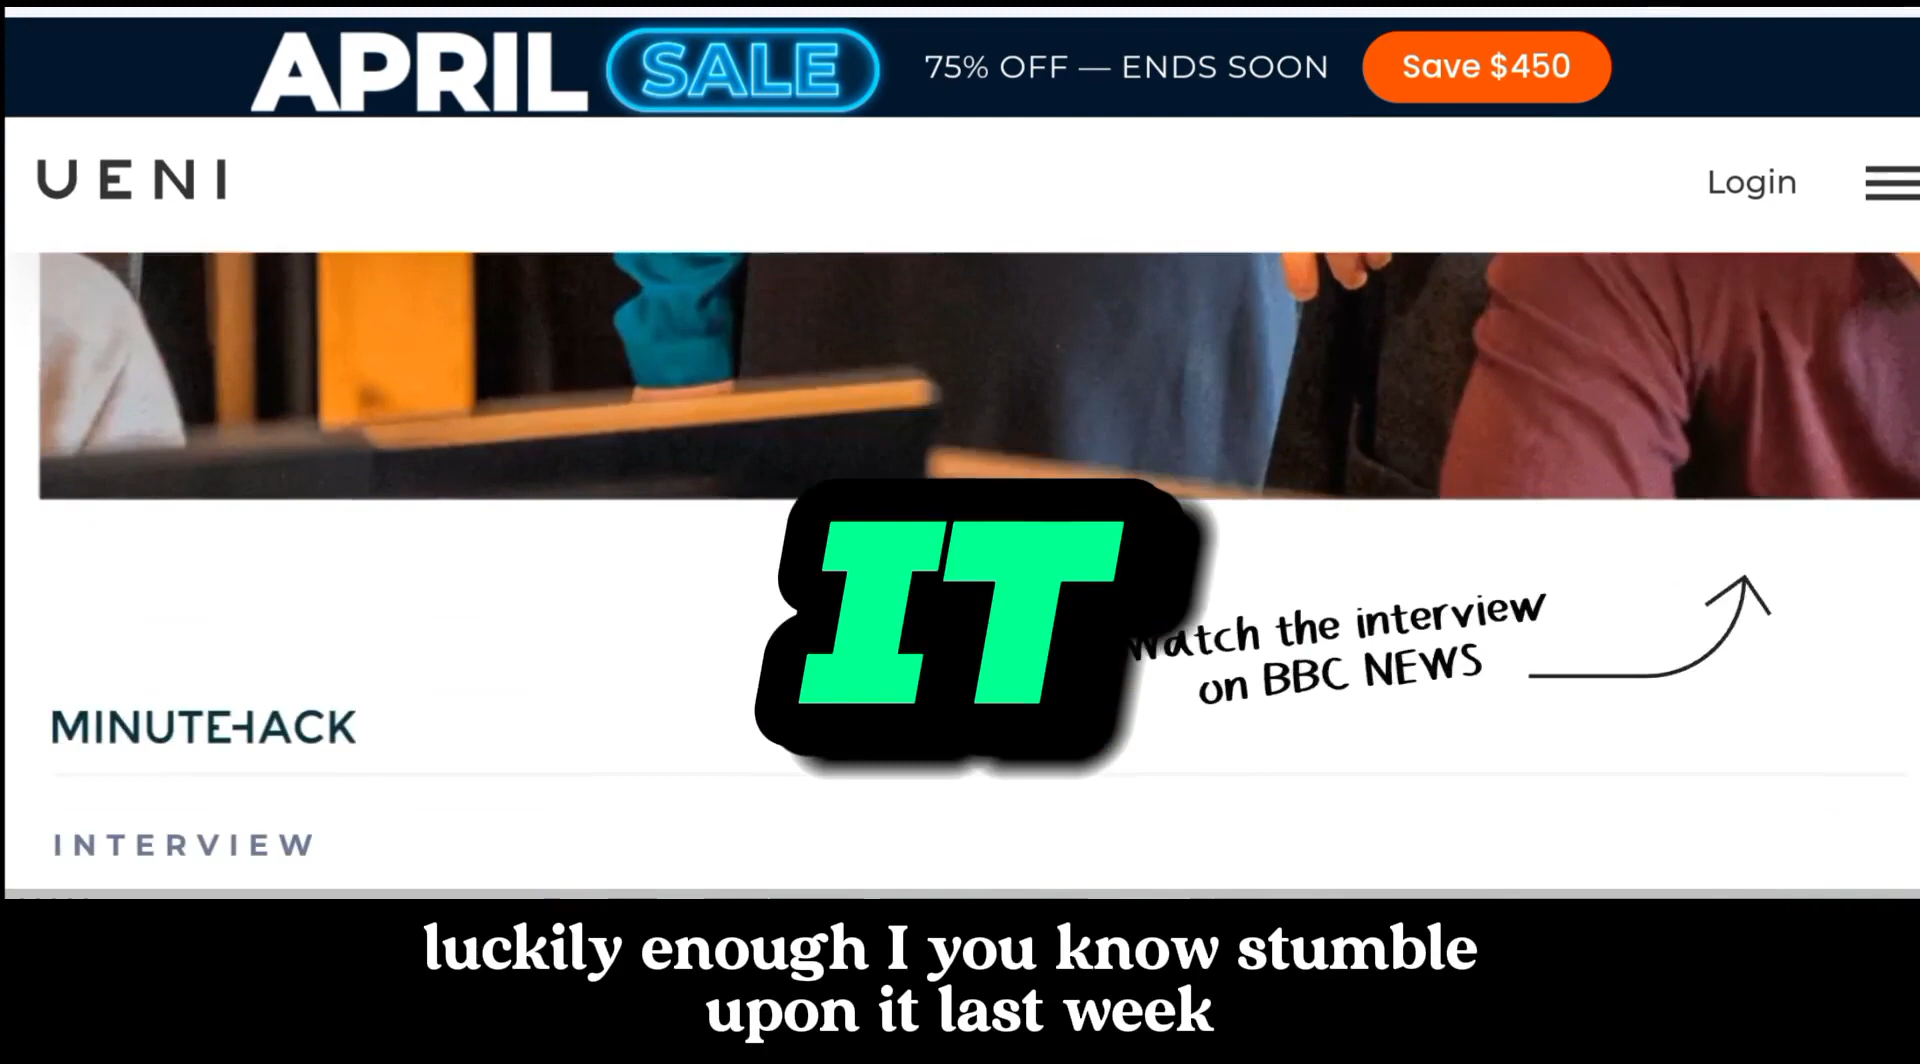 APRIL SALE 75% OFF — ENDS SOON Save $450
UENI Login
IT
Watch the interview
on BBC NEWS
MINUTEHACK
INTERVIEW
luckily enough I you know stumble
upon it last week